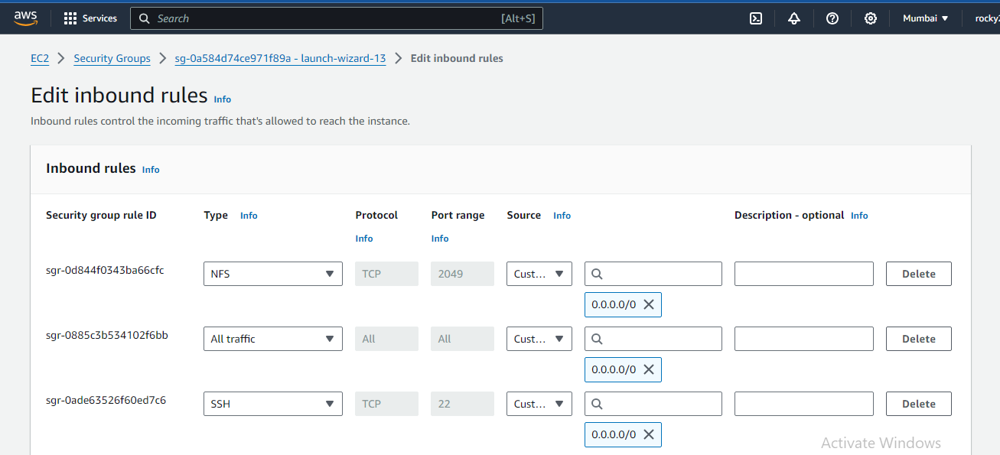 aws Services Search [Alt+S] Mumbai rocky2
EC2 > Security Groups > sg-0a584d74ce971f89a - launch-wizard-13 > Edit inbound rules
Edit inbound rules Info
Inbound rules control the incoming traffic that's allowed to reach the instance.
Inbound rules Info
Security group rule ID Type Info Protocol Port range Source Info Description - optional Info
Info Info
sgr-0d844f0343ba66cfc NFS TCP 2049 Cust... Delete
0.0.0.0/0
sgr-0885c3b534102f6bb All traffic All All Cust... Delete
0.0.0.0/0
sgr-0ade63526f60ed7c6 SSH TCP 22 Cust... Delete
0.0.0.0/0
Activate Windows